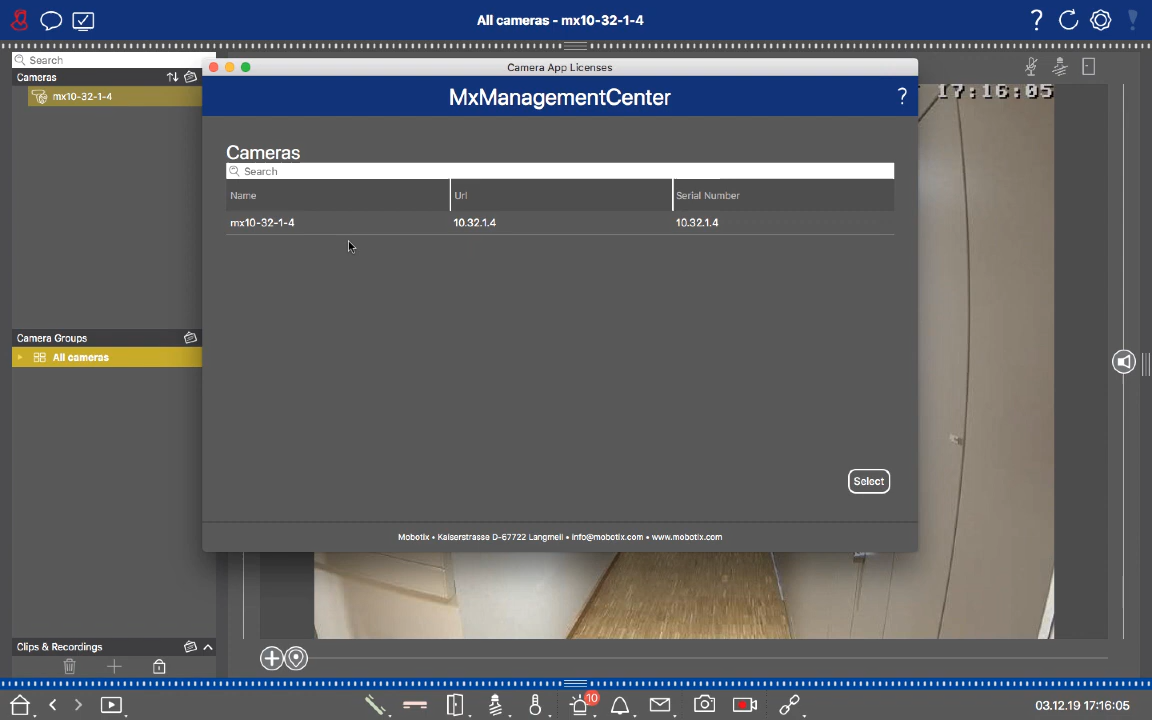 All cameras - mx10-32-1-4
Search
Cameras
mx10-32-1-4
Camera App Licenses
MxManagementCenter
?
17:16:05
Cameras
Search
Name
Url
Serial Number
mx10-32-1-4
10.32.1.4
10.32.1.4
Camera Groups
All cameras
Select
Mobotix • Kaiserstrasse D-67722 Langmeil • info@mobotix.com • www.mobotix.com
Clips & Recordings
10
03.12.19 17:16:05